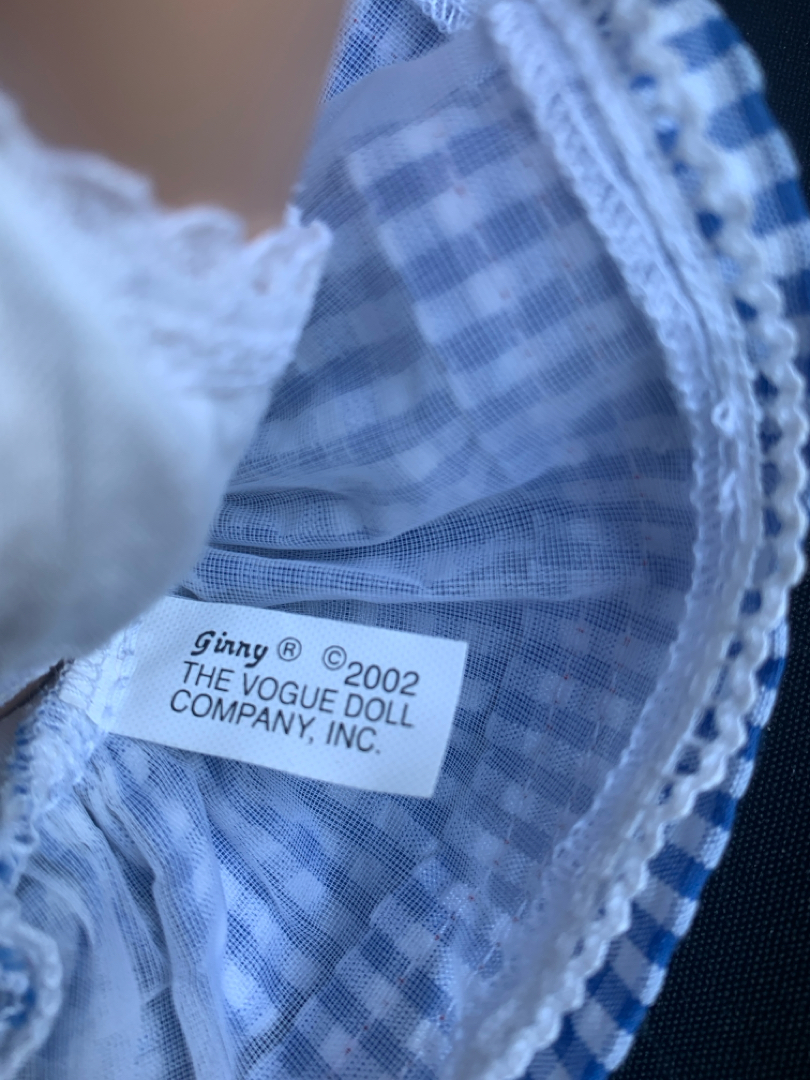 Ginny ® ©2002
THE VOGUE DOLL
COMPANY, INC.